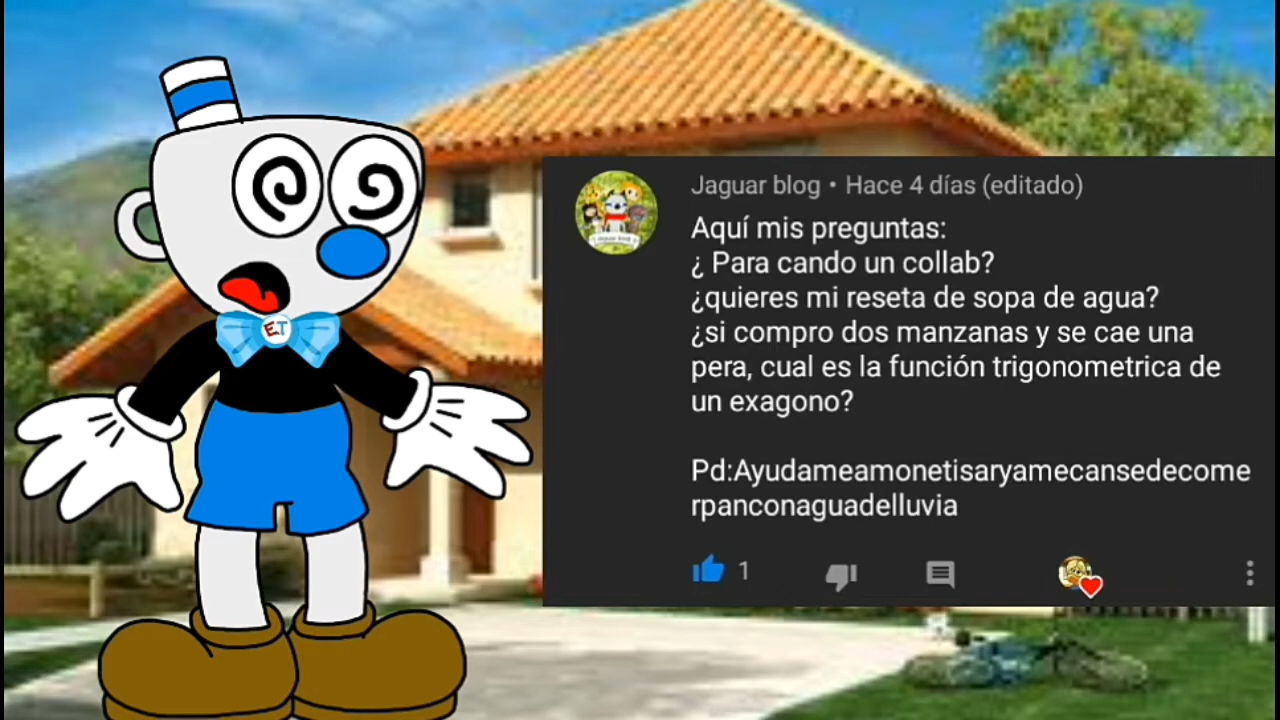 Jaguar blog • Hace 4 días (editado)
Aquí mis preguntas:
¿ Para cando un collab?
¿quieres mi reseta de sopa de agua?
¿si compro dos manzanas y se cae una
pera, cual es la función trigonometrica de
un exagono?
Pd:Ayudameamonetisaryamecansedecome
rpanconaguadelluvia
1
ET